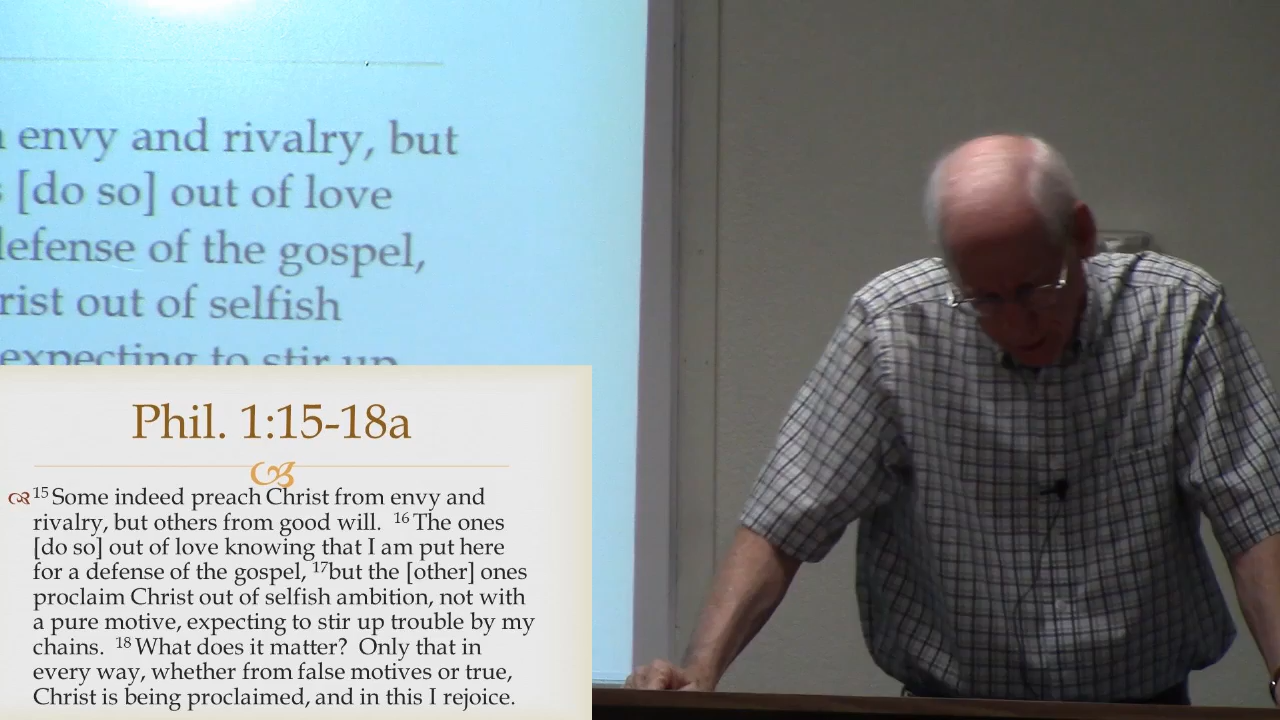 envy and rivalry, but
[do so] out of love
efense of the gospel,
rist out of selfish
expecting to stir up
Phil. 1:15-18a
15 Some indeed preach Christ from envy and
rivalry, but others from good will. 16 The ones
[do so] out of love knowing that I am put here
for a defense of the gospel, 17but the [other] ones
proclaim Christ out of selfish ambition, not with
a pure motive, expecting to stir up trouble by my
chains. 18 What does it matter? Only that in
every way, whether from false motives or true,
Christ is being proclaimed, and in this I rejoice.